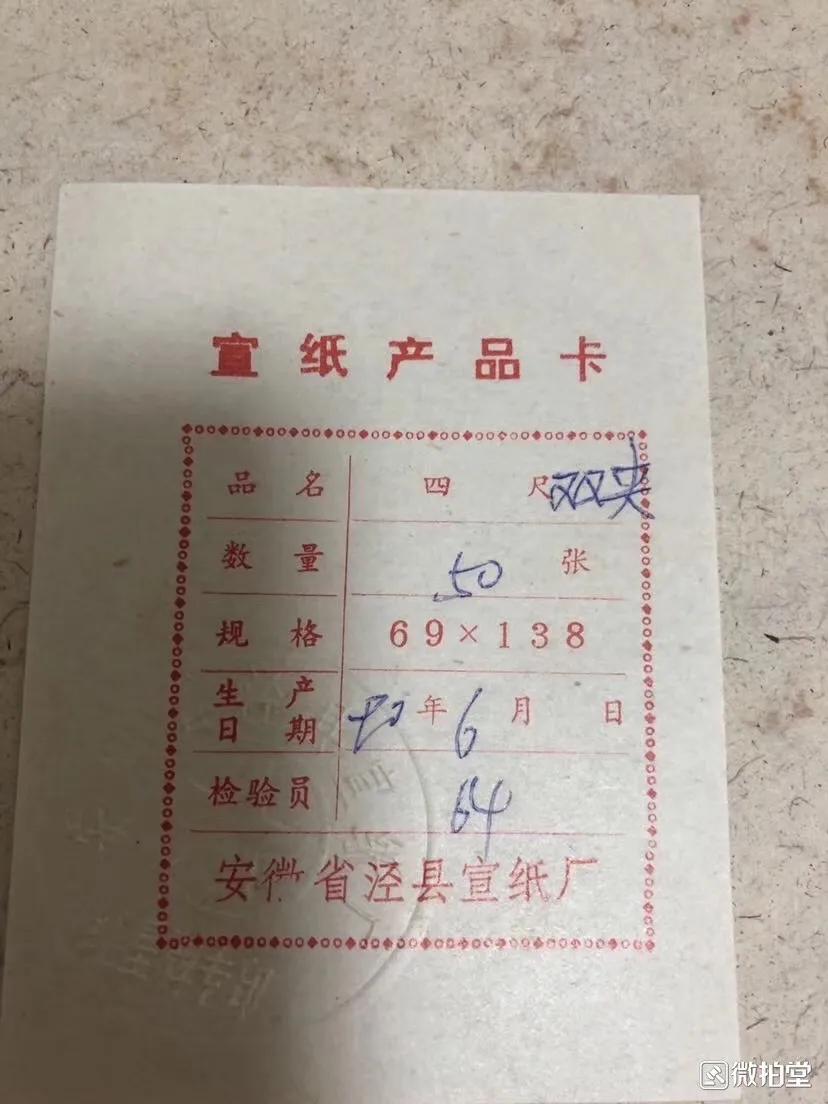 宣纸产品卡
品名 四尺双夹
数量 50张
规格 69×138
生产日期 年6月 日
检验员 64
安徽省泾县宣纸厂
微拍堂